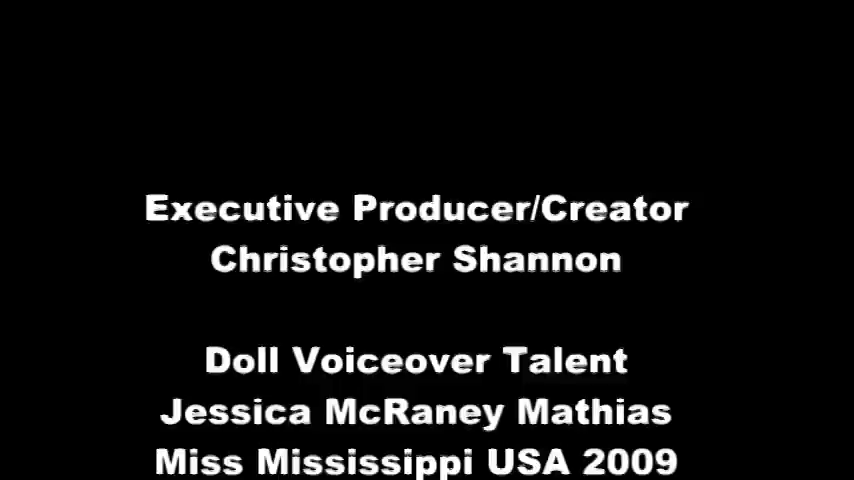 Executive Producer/Creator
Christopher Shannon
Doll Voiceover Talent
Jessica McRaney Mathias
Miss Mississippi USA 2009